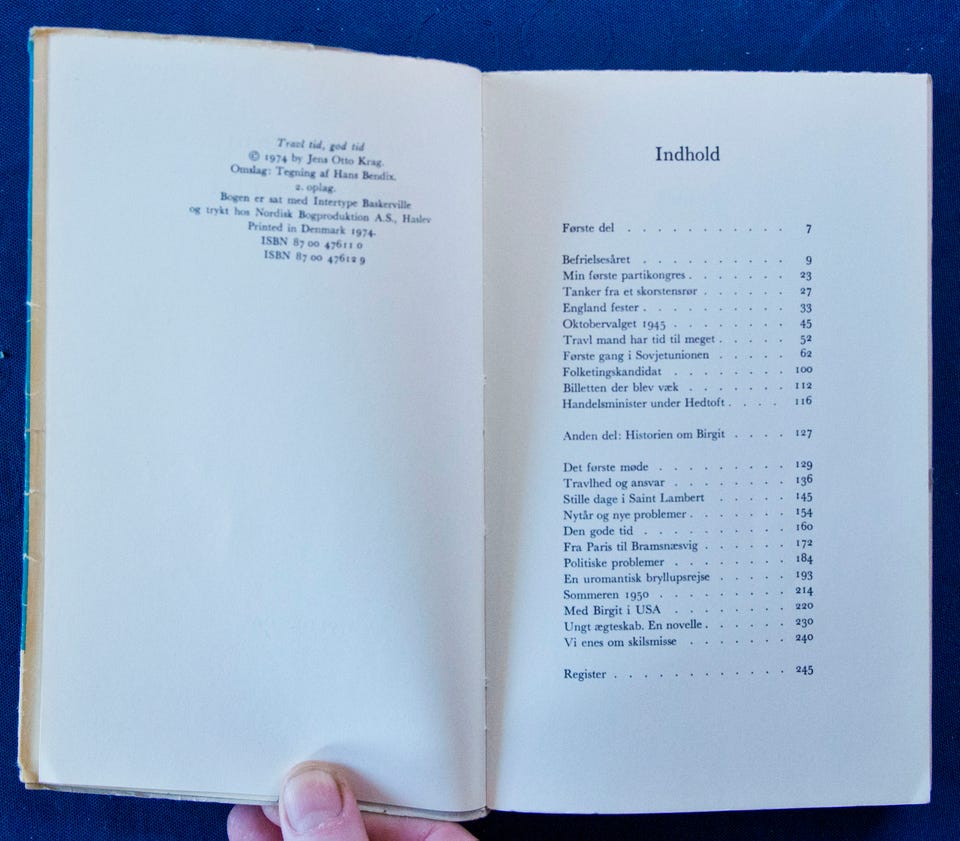 Travl tid, god tid
© 1974 by Jens Otto Krag.
Omslag: Tegning af Hans Bendix.
2. oplag.
Bogen er sat med Intertype Baskerville
og trykt hos Nordisk Bogproduktion A.S., Haslev
Printed in Denmark 1974.
ISBN 87 00 47611 0
ISBN 87 00 47612 9
Indhold
Første del . . . . . . . . . . . 7
Befrielsesåret . . . . . . . . . . 9
Min første partikongres . . . . . . . 23
Tanker fra et skorstensrør . . . . . . 27
England fester . . . . . . . . . . 33
Oktobervalget 1945 . . . . . . . . 45
Travl mand har tid til meget . . . . . 52
Første gang i Sovjetunionen . . . . . 62
Folketingskandidat . . . . . . . . 100
Billetten der blev væk . . . . . . . 112
Handelsminister under Hedtoft . . . . 116
Anden del: Historien om Birgit . . . . 127
Det første møde . . . . . . . . . 129
Travlhed og ansvar . . . . . . . . 136
Stille dage i Saint Lambert . . . . . 145
Nytår og nye problemer . . . . . . . 154
Den gode tid . . . . . . . . . . 160
Fra Paris til Bramsnæsvig . . . . . . 172
Politiske problemer . . . . . . . . 184
En uromantisk bryllupsrejse . . . . . 193
Sommeren 1950 . . . . . . . . . 214
Med Birgit i USA . . . . . . . . 220
Ungt ægteskab. En novelle . . . . . . 230
Vi enes om skilsmisse . . . . . . . 240
Register . . . . . . . . . . . . 245